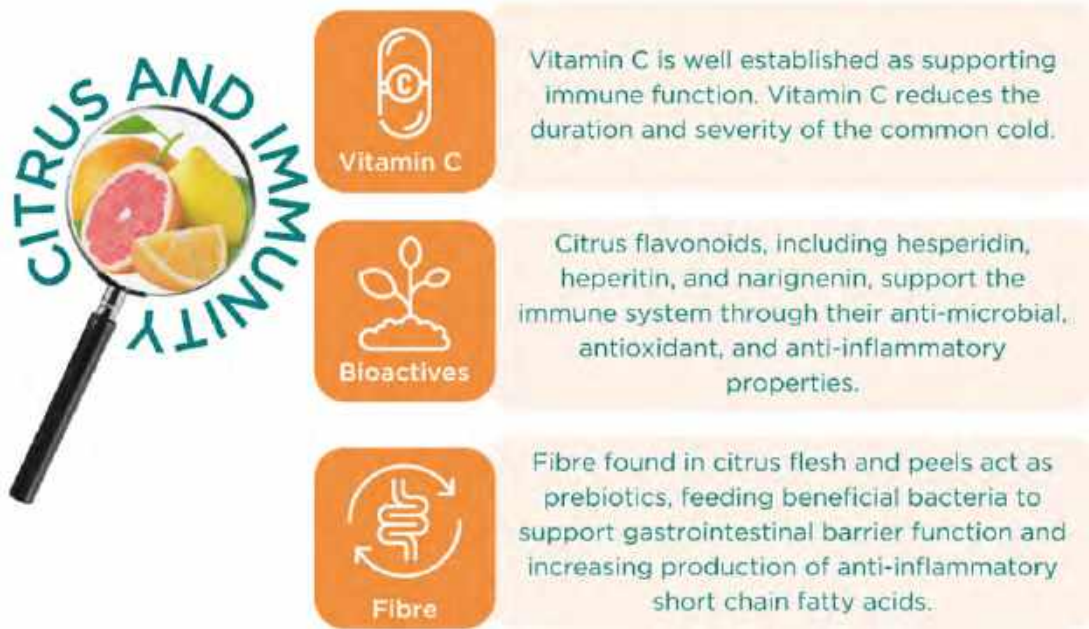 CITRUS AND IMMUNITY
C
Vitamin C
Vitamin C is well established as supporting
immune function. Vitamin C reduces the
duration and severity of the common cold.
Bioactives
Citrus flavonoids, including hesperidin,
heperitin, and narignenin, support the
immune system through their anti-microbial,
antioxidant, and anti-inflammatory
properties.
Fibre
Fibre found in citrus flesh and peels act as
prebiotics, feeding beneficial bacteria to
support gastrointestinal barrier function and
increasing production of anti-inflammatory
short chain fatty acids.